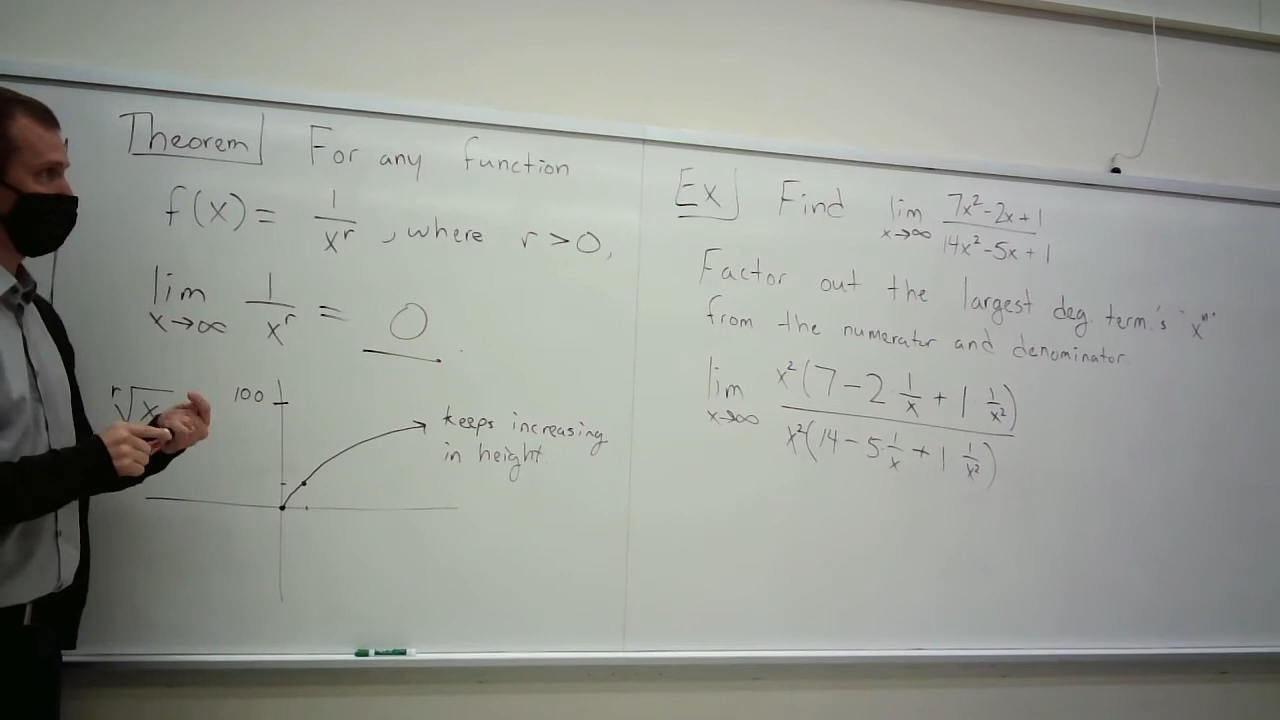 Theorem For any function
f(x) = 1/x^r , where r > 0,
lim x→∞ 1/x^r = 0
r√x
100
keeps increasing
in height
Ex Find lim x→∞ (7x² - 2x + 1)/(14x² - 5x + 1)
Factor out the largest deg. term's "x^n"
from the numerator and denominator
lim x→∞ x²(7 - 2 1/x + 1 1/x²) / x²(14 - 5 1/x + 1 1/x²)